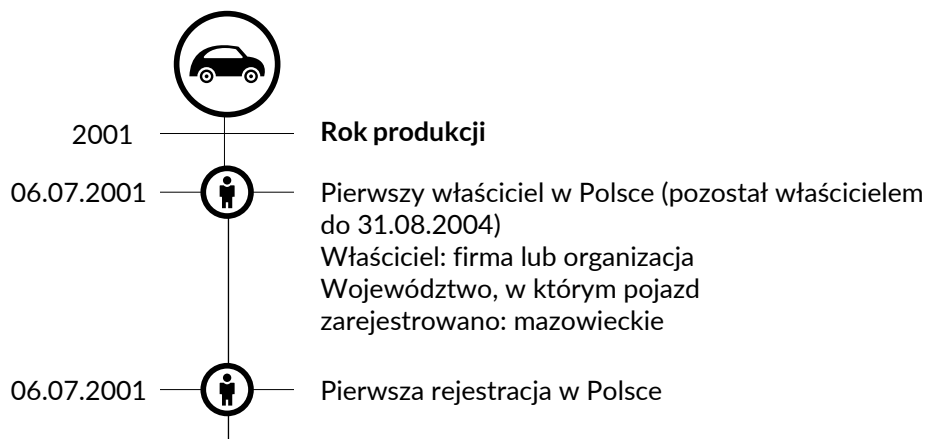 2001 Rok produkcji
06.07.2001 Pierwszy właściciel w Polsce (pozostał właścicielem
do 31.08.2004)
Właściciel: firma lub organizacja
Województwo, w którym pojazd
zarejestrowano: mazowieckie
06.07.2001 Pierwsza rejestracja w Polsce